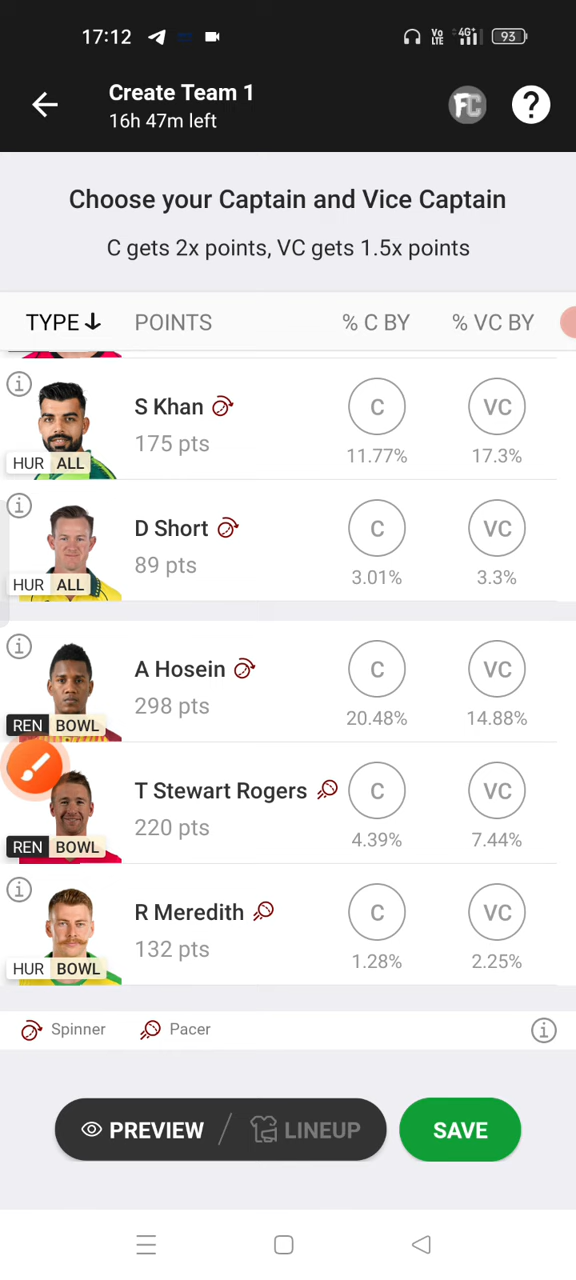 17:12 Vo LTE 4G+ 93
Create Team 1
16h 47m left
FC ?
Choose your Captain and Vice Captain
C gets 2x points, VC gets 1.5x points
TYPE POINTS % C BY % VC BY
S Khan C VC
175 pts 11.77% 17.3%
HUR ALL
D Short C VC
89 pts 3.01% 3.3%
HUR ALL
A Hosein C VC
298 pts 20.48% 14.88%
REN BOWL
T Stewart Rogers C VC
220 pts 4.39% 7.44%
REN BOWL
R Meredith C VC
132 pts 1.28% 2.25%
HUR BOWL
Spinner Pacer
PREVIEW / LINEUP SAVE